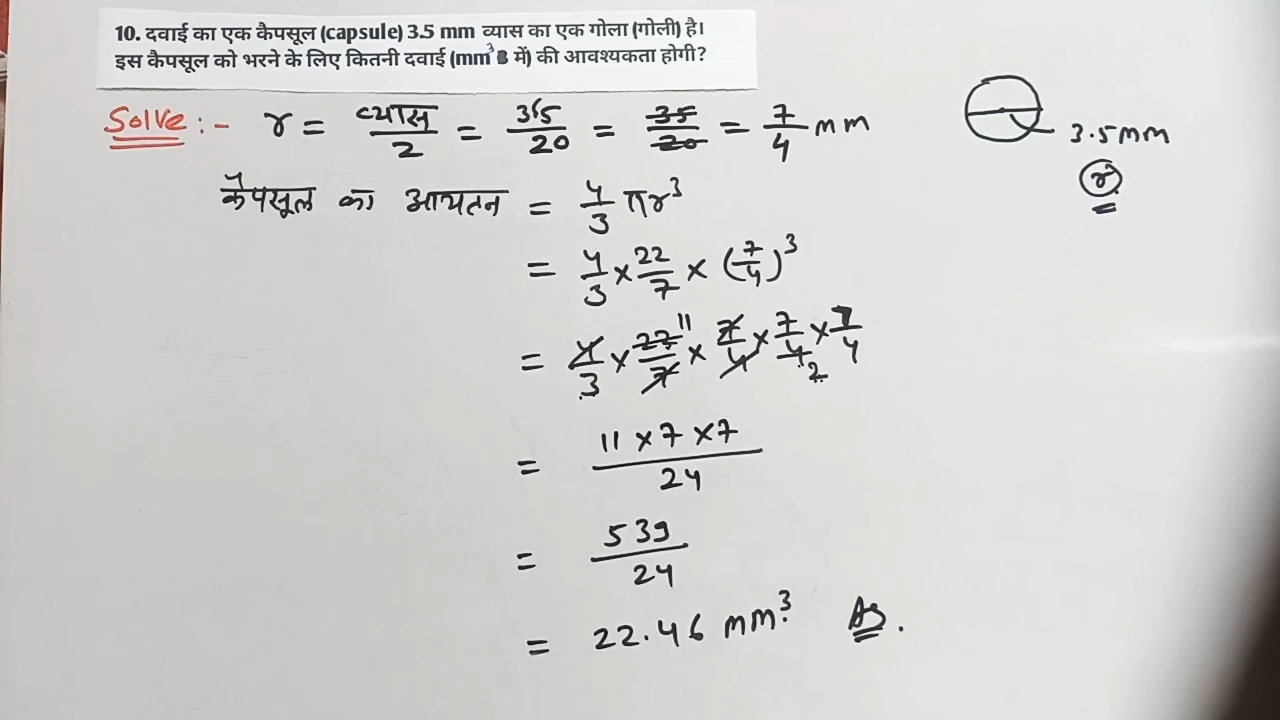 10. दवाई का एक कैपसूल (capsule) 3.5 mm व्यास का एक गोला (गोली) है।
इस कैपसूल को भरने के लिए कितनी दवाई (mm³ में) की आवश्यकता होगी?
Solve :- r = व्यास/2 = 35/20 = 35/20 = 7/4 mm
3.5mm
r
कैपसूल का आयतन = 4/3 πr³
= 4/3 × 22/7 × (7/4)³
= 4/3 × 22/7 × 7/4 × 7/4 × 7/4 11 2
= 11 × 7 × 7/24
= 539/24
= 22.46 mm³. As.